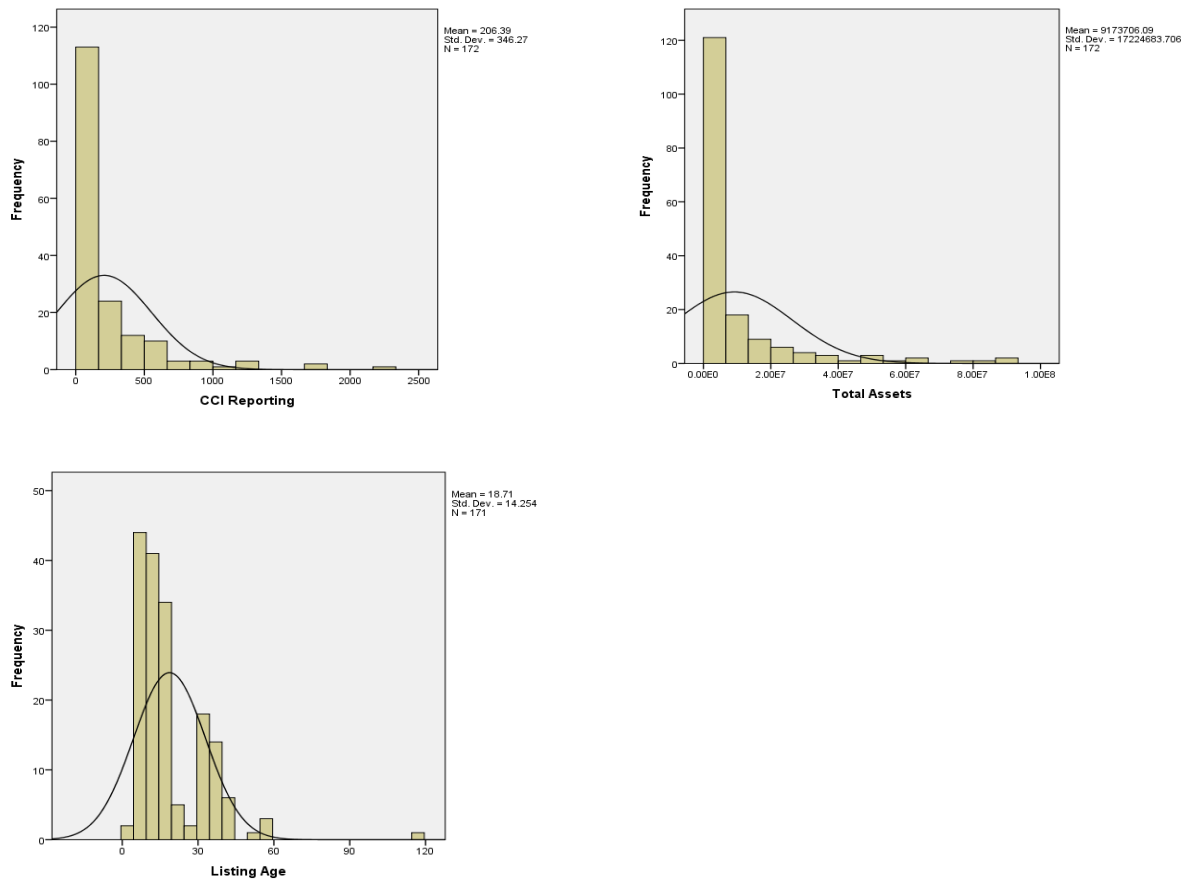 120
100
80
60
40
20
0
Frequency
0
500
1000
1500
2000
2500
CCI Reporting
Mean = 206.39
Std. Dev. = 346.27
N = 172
120
100
80
60
40
20
0
Frequency
0.00E0
2.00E7
4.00E7
6.00E7
8.00E7
1.00E8
Total Assets
Mean = 9173706.09
Std. Dev. = 17224683.706
N = 172
50
40
30
20
10
0
Frequency
0
30
60
90
120
Listing Age
Mean = 18.71
Std. Dev. = 14.254
N = 171